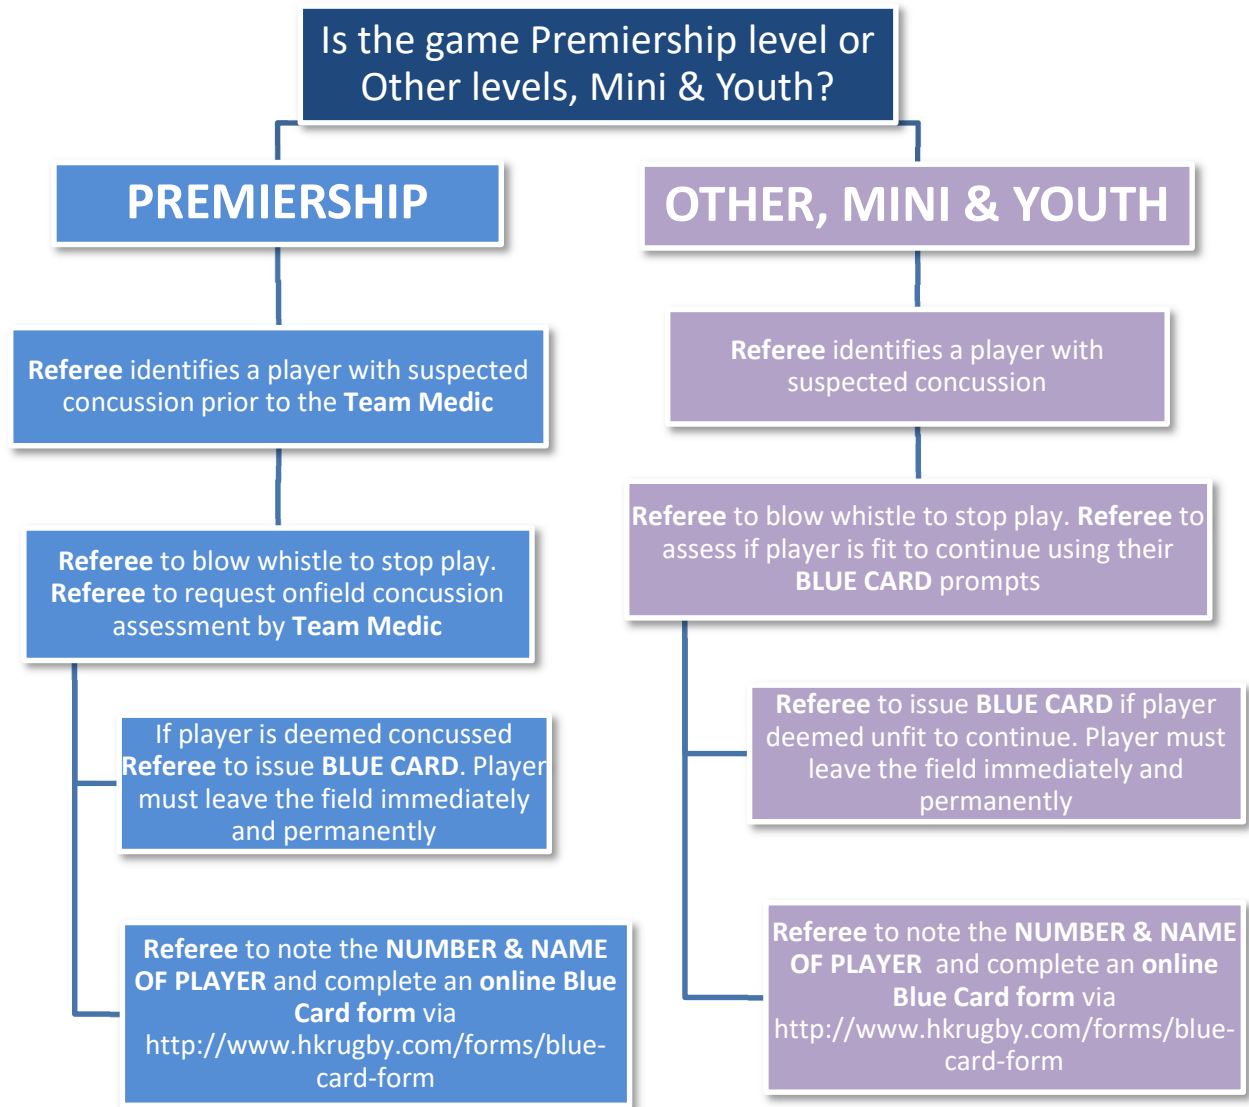 Is the game Premiership level or
Other levels, Mini & Youth?
PREMIERSHIP
Referee identifies a player with suspected
concussion prior to the Team Medic
Referee to blow whistle to stop play.
Referee to request onfield concussion
assessment by Team Medic
If player is deemed concussed
Referee to issue BLUE CARD. Player
must leave the field immediately
and permanently
Referee to note the NUMBER & NAME
OF PLAYER and complete an online Blue
Card form via
http://www.hkrugby.com/forms/blue-
card-form
OTHER, MINI & YOUTH
Referee identifies a player with
suspected concussion
Referee to blow whistle to stop play. Referee to
assess if player is fit to continue using their
BLUE CARD prompts
Referee to issue BLUE CARD if player
deemed unfit to continue. Player must
leave the field immediately and
permanently
Referee to note the NUMBER & NAME
OF PLAYER  and complete an online
Blue Card form via
http://www.hkrugby.com/forms/blue-
card-form